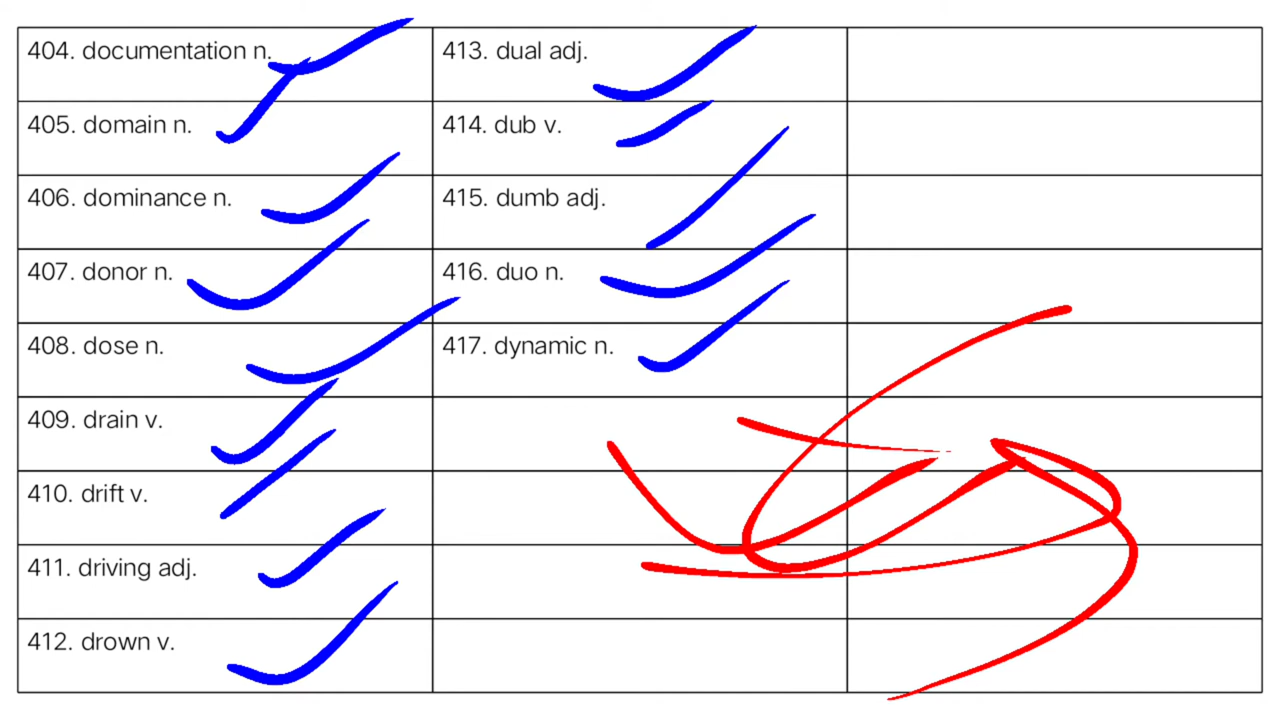 404. documentation n.
405. domain n.
406. dominance n.
407. donor n.
408. dose n.
409. drain v.
410. drift v.
411. driving adj.
412. drown v.
413. dual adj.
414. dub v.
415. dumb adj.
416. duo n.
417. dynamic n.